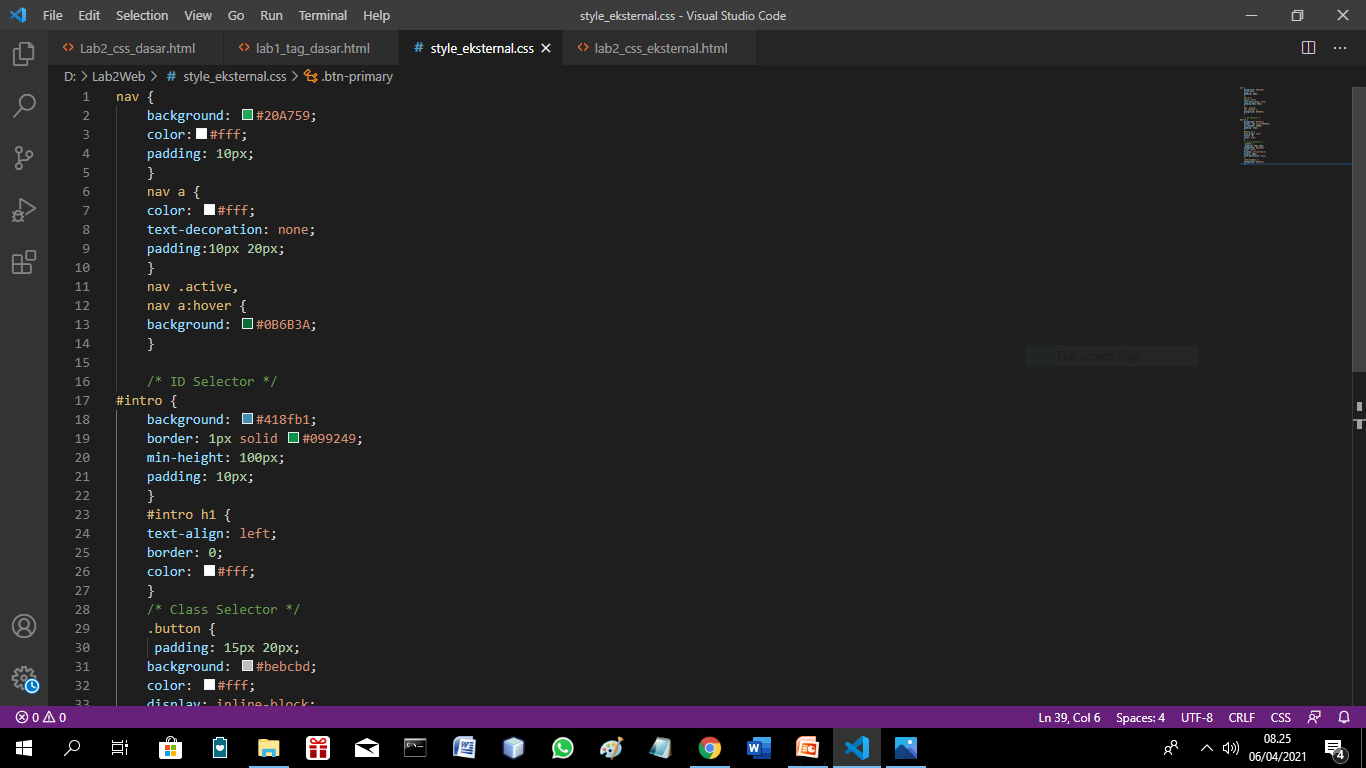 File Edit Selection View Go Run Terminal Help style_eksternal.css - Visual Studio Code
Lab2_css_dasar.html lab1_tag_dasar.html # style_eksternal.css lab2_css_eksternal.html
D: > Lab2Web > # style_eksternal.css > .btn-primary
1 nav {
2 background: #20A759;
3 color: #fff;
4 padding: 10px;
5 }
6 nav a {
7 color: #fff;
8 text-decoration: none;
9 padding:10px 20px;
10 }
11 nav .active,
12 nav a:hover {
13 background: #0B6B3A;
14 }
15
16 /* ID Selector */
17 #intro {
18 background: #418fb1;
19 border: 1px solid #099249;
20 min-height: 100px;
21 padding: 10px;
22 }
23 #intro h1 {
24 text-align: left;
25 border: 0;
26 color: #fff;
27 }
28 /* Class Selector */
29 .button {
30 padding: 15px 20px;
31 background: #bebcbd;
32 color: #fff;
33 display: inline-block;
Full-screen Snip
0 0 Ln 39, Col 6 Spaces: 4 UTF-8 CRLF CSS
08.25
06/04/2021
4